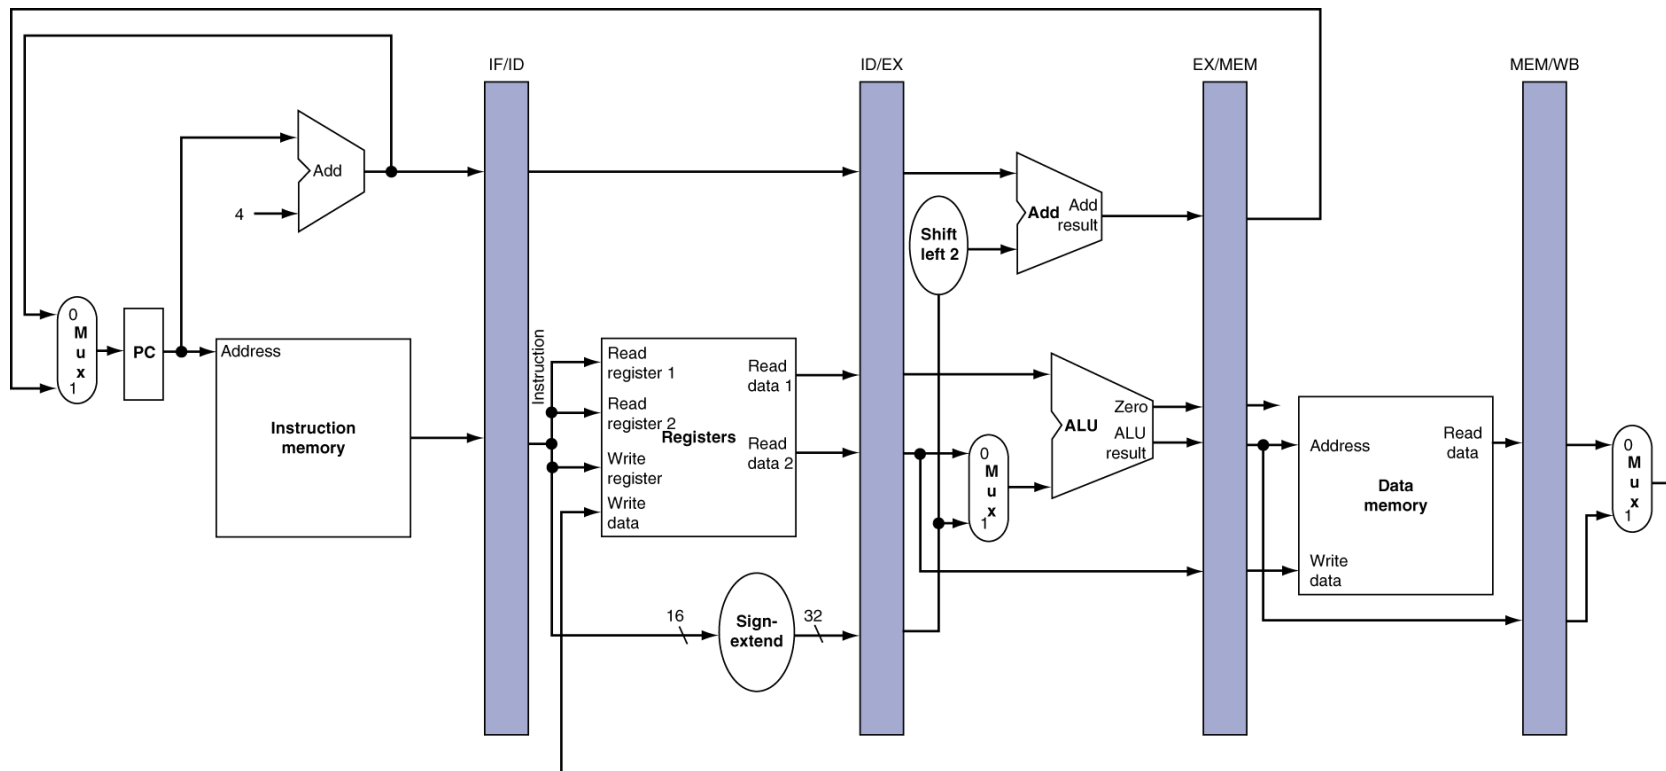 IF/ID
ID/EX
EX/MEM
MEM/WB
Add
4
Shift
left 2
Add
Add
result
0
M
u
x
1
PC
Address
Instruction
memory
Instruction
Read
register 1
Read
register 2
Write
register
Write
data
Registers
Read
data 1
Read
data 2
16
Sign-
extend
32
0
M
u
x
1
ALU
Zero
ALU
result
Address
Read
data
Data
memory
Write
data
0
M
u
x
1